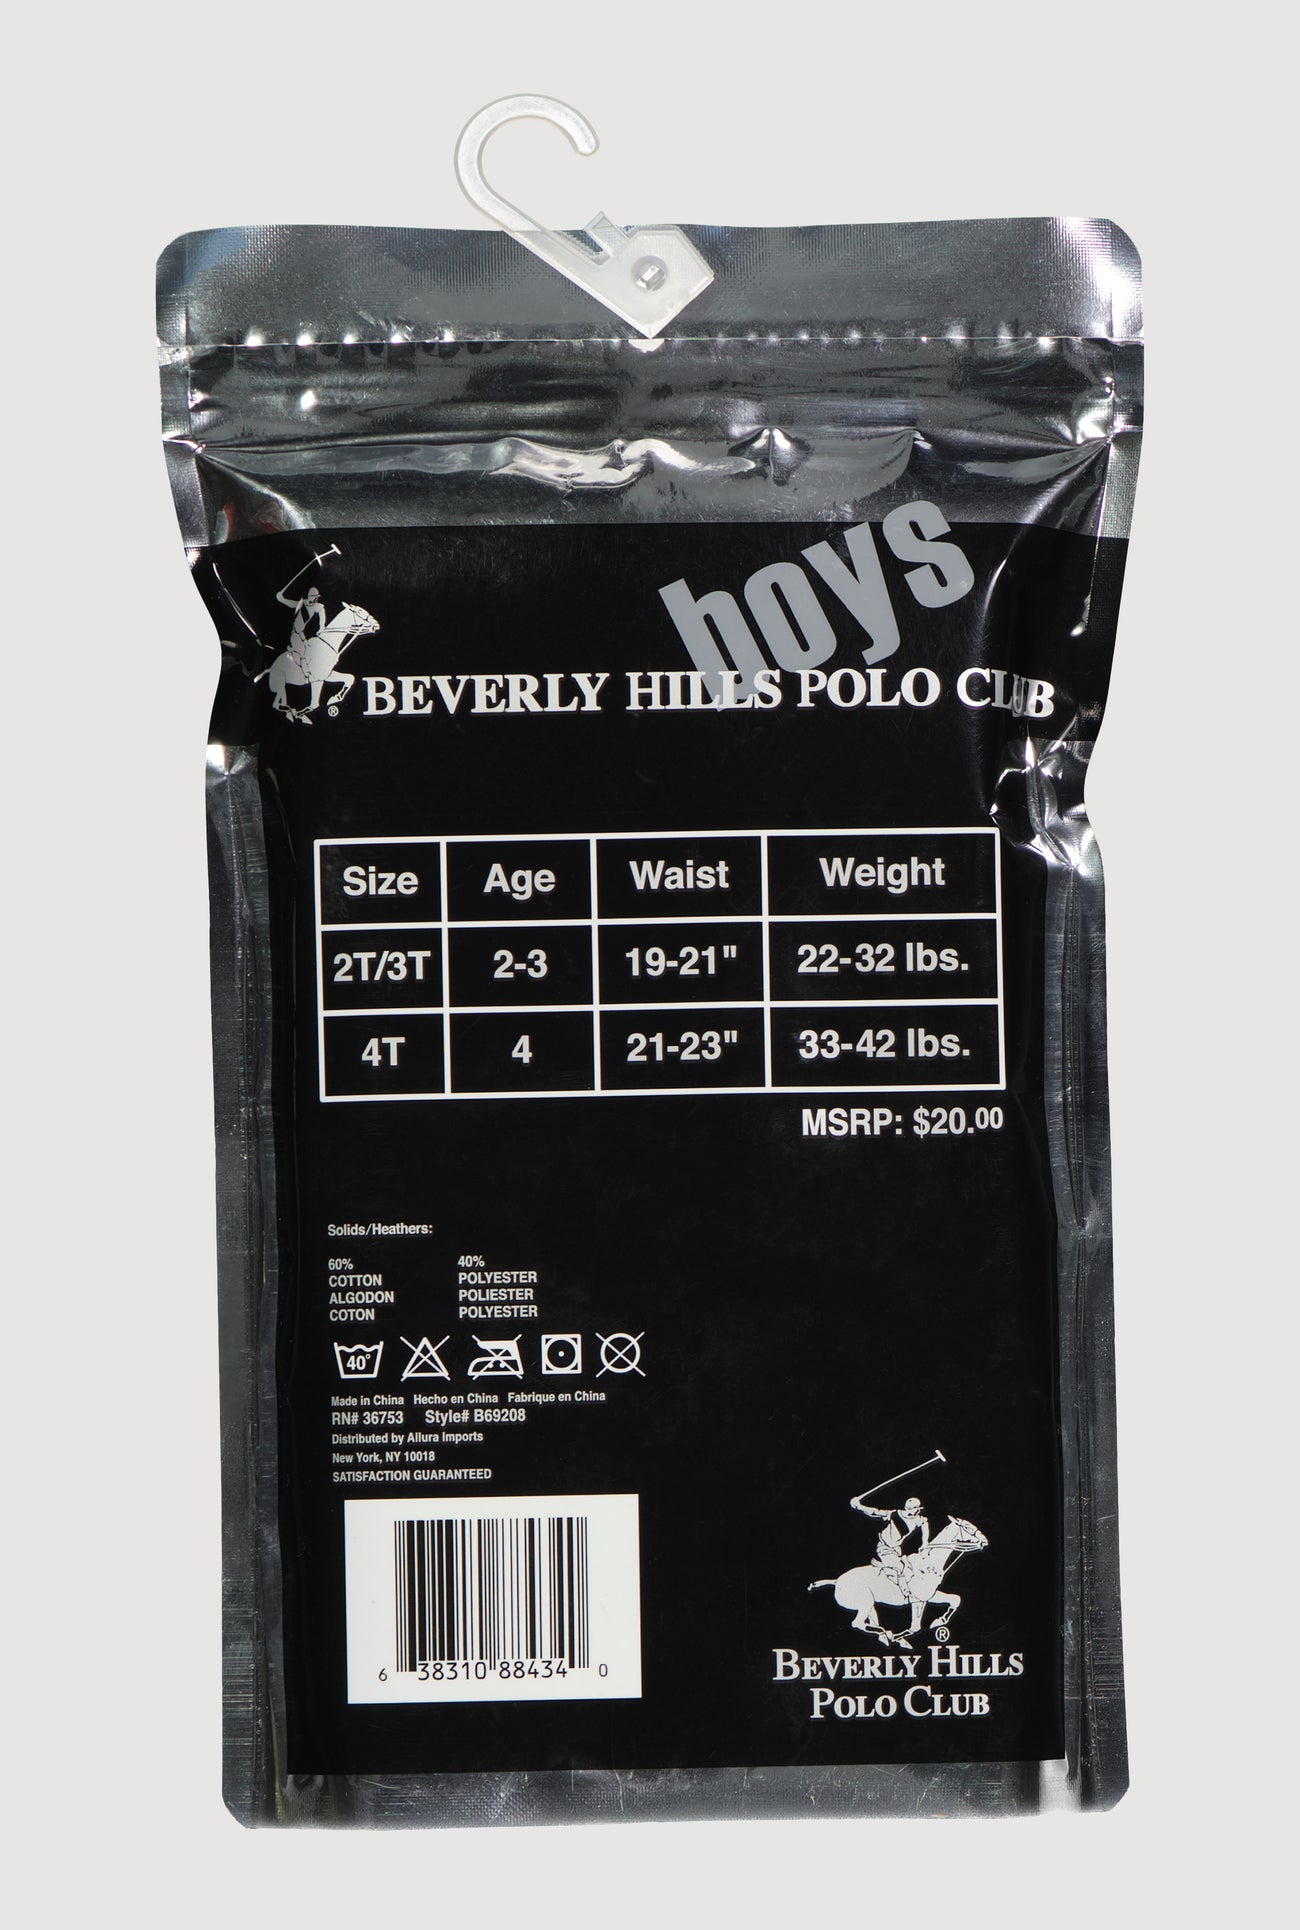 boys
BEVERLY HILLS POLO CLUB
®
Size Age Waist Weight
2T/3T 2-3 19-21" 22-32 lbs.
4T 4 21-23" 33-42 lbs.
MSRP: $20.00
Solids/Heathers:
60% 40%
COTTON POLYESTER
ALGODON POLIESTER
COTON POLYESTER
40°
Made in China Hecho en China Fabrique en China
RN# 36753 Style# B69208
Distributed by Allura Imports
New York, NY 10018
SATISFACTION GUARANTEED
6 38310 88434 0
®
BEVERLY HILLS
POLO CLUB